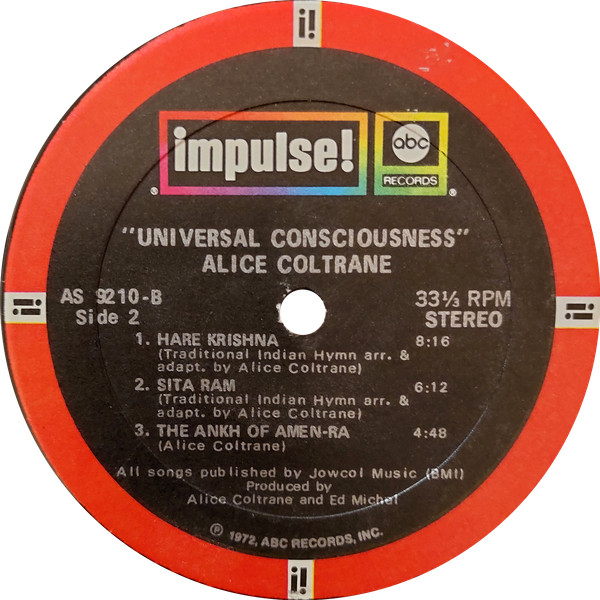 i!
impulse!
abc
RECORDS
®
®
"UNIVERSAL CONSCIOUSNESS"
ALICE COLTRANE
AS 9210-B
Side 2
33⅓ RPM
STEREO
i!
i!
1. HARE KRISHNA 8:16
(Traditional Indian Hymn arr. &
adapt. by Alice Coltrane)
2. SITA RAM 6:12
(Traditional Indian Hymn arr. &
adapt. by Alice Coltrane)
3. THE ANKH OF AMEN-RA 4:48
(Alice Coltrane)
All songs published by Jowcol Music (BMI)
Produced by
Alice Coltrane and Ed Michel
℗ 1972, ABC RECORDS, INC.
i!